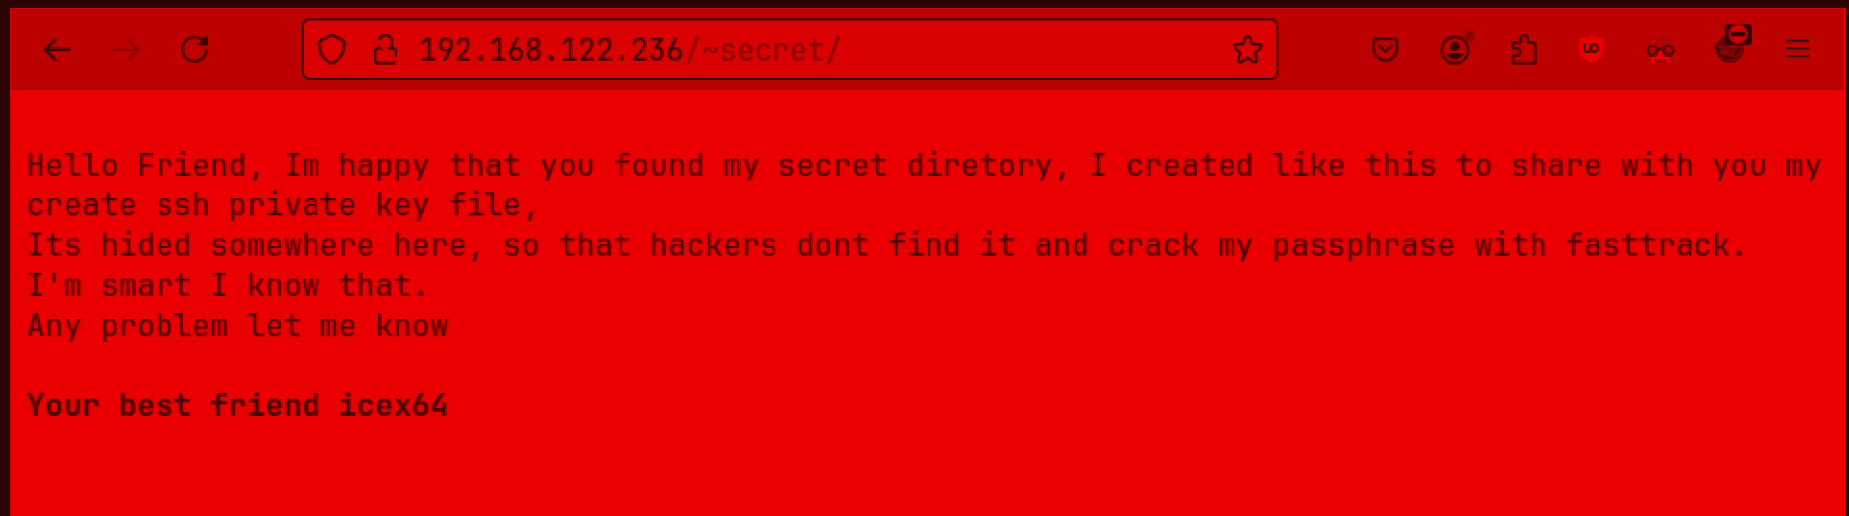 192.168.122.236/~secret/
Hello Friend, Im happy that you found my secret diretory, I created like this to share with you my
create ssh private key file,
Its hided somewhere here, so that hackers dont find it and crack my passphrase with fasttrack.
I'm smart I know that.
Any problem let me know
Your best friend icex64